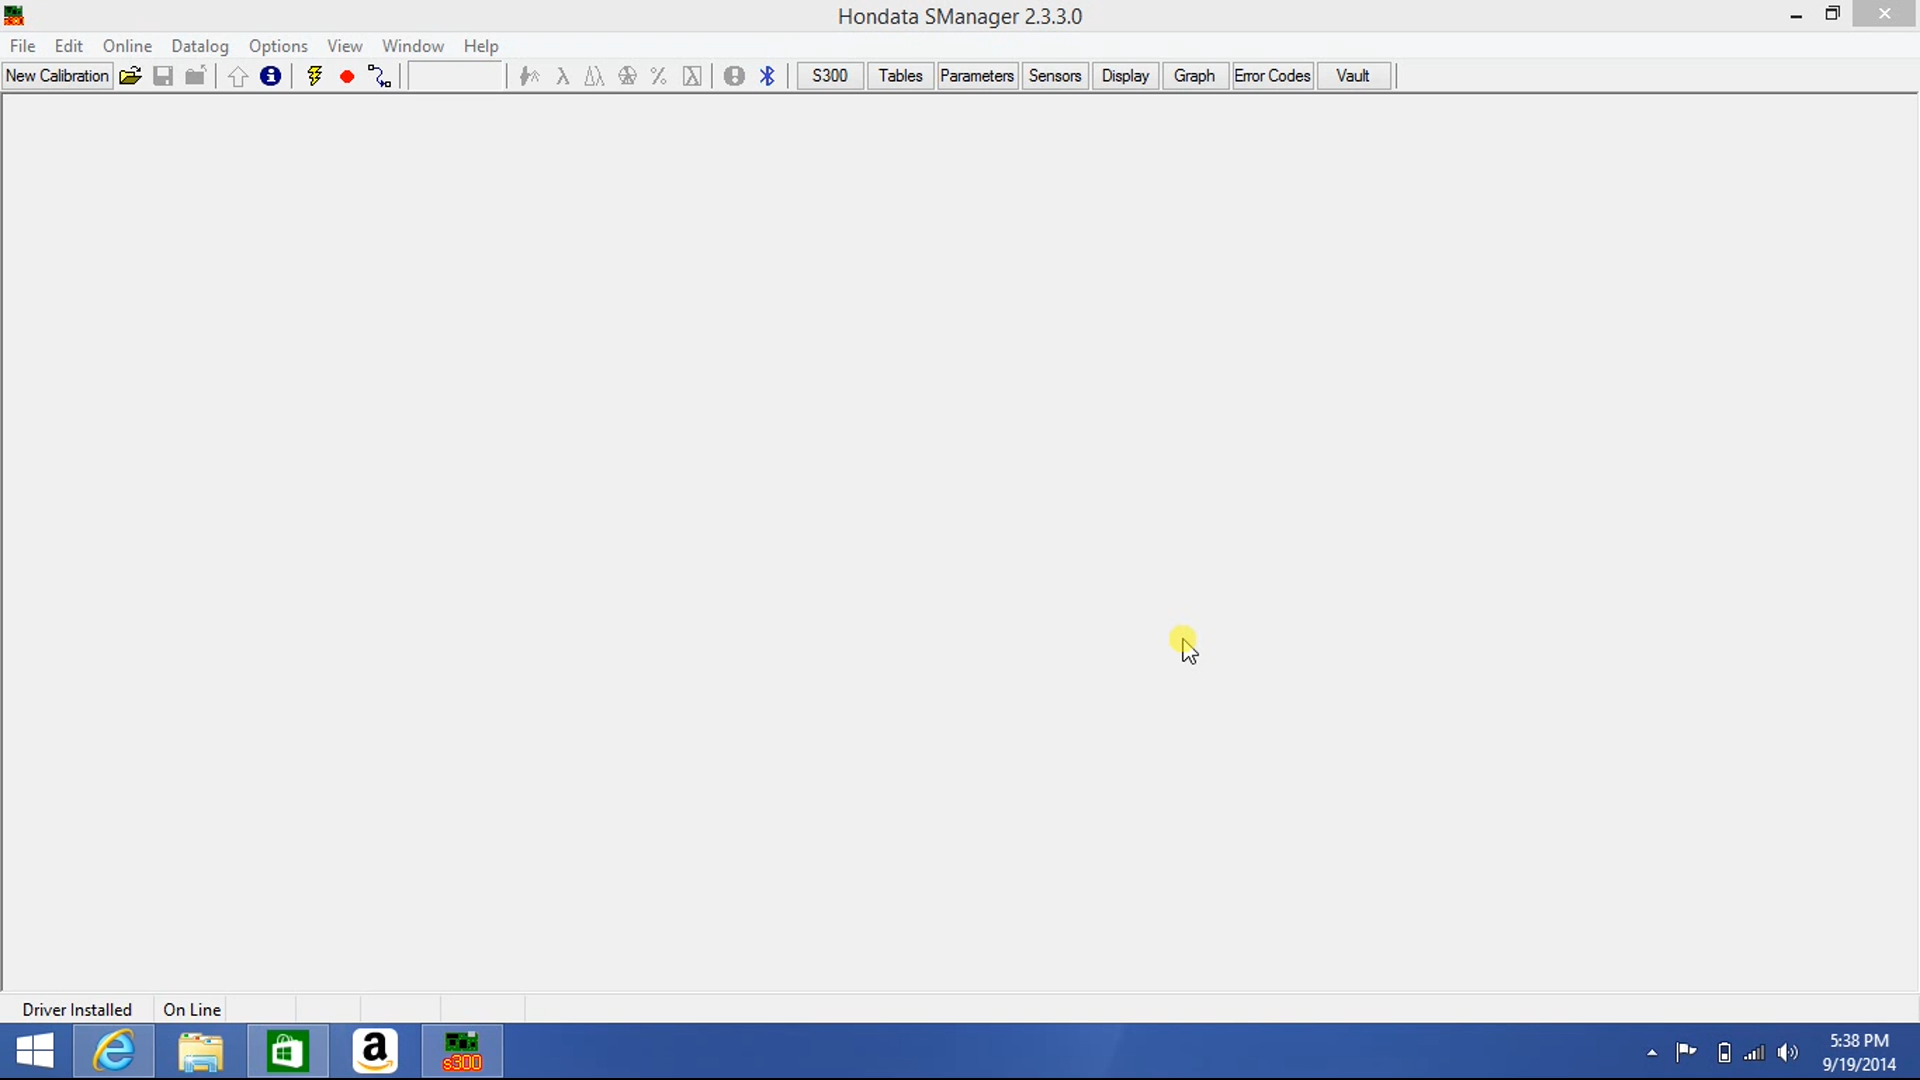 Hondata SManager 2.3.3.0
File Edit Online Datalog Options View Window Help
New Calibration S300 Tables Parameters Sensors Display Graph Error Codes Vault
Driver Installed On Line
s300
a
5:38 PM
9/19/2014